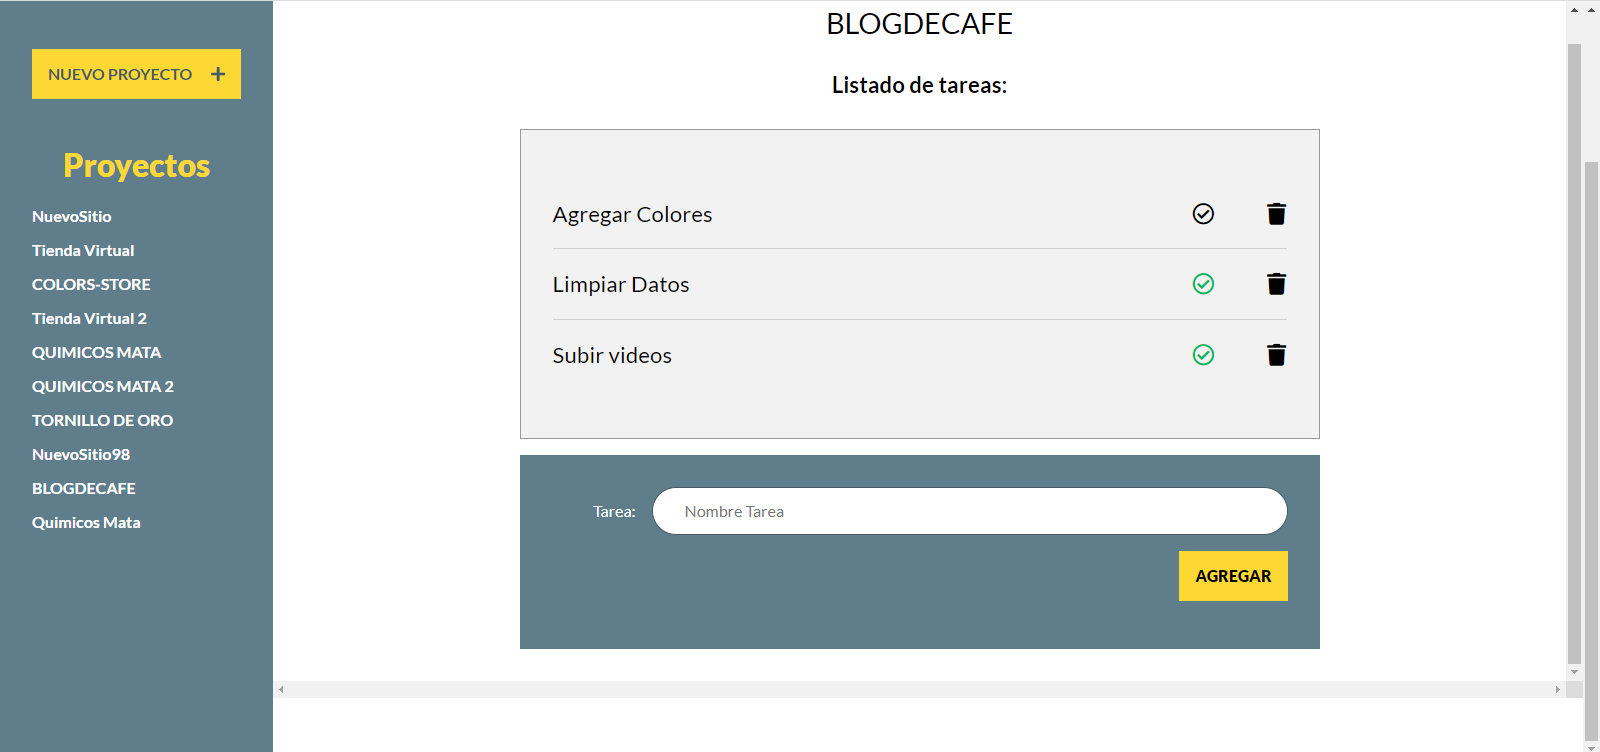 NUEVO PROYECTO +
Proyectos
NuevoSitio
Tienda Virtual
COLORS-STORE
Tienda Virtual 2
QUIMICOS MATA
QUIMICOS MATA 2
TORNILLO DE ORO
NuevoSitio98
BLOGDECAFE
Quimicos Mata
BLOGDECAFE
Listado de tareas:
Agregar Colores
Limpiar Datos
Subir videos
Tarea: Nombre Tarea
AGREGAR